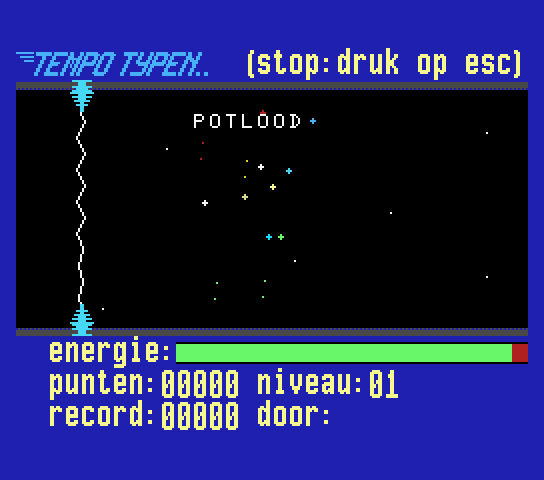 TEMPO TYPEN.. (stop:druk op esc)
POTLOOD
energie:
punten:00000 niveau:01
record:00000 door: